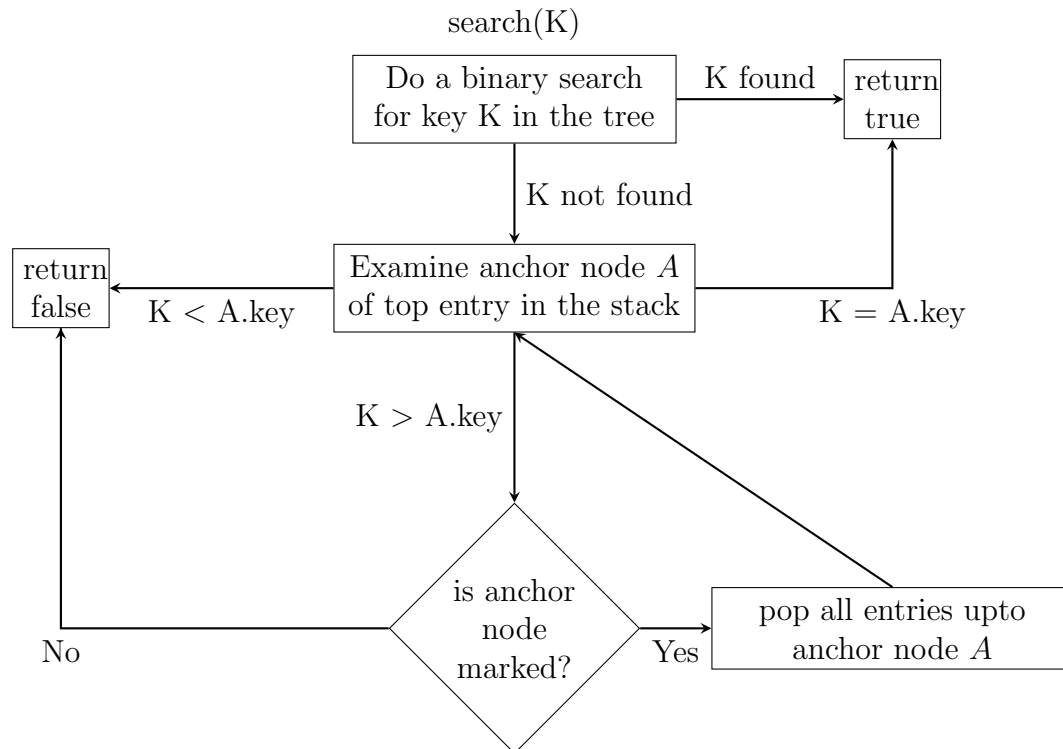 search(K)
Do a binary search
for key K in the tree
K found
return
true
K not found
Examine anchor node A
of top entry in the stack
return
false
K < A.key
K = A.key
K > A.key
is anchor
node
marked?
No
Yes
pop all entries upto
anchor node A